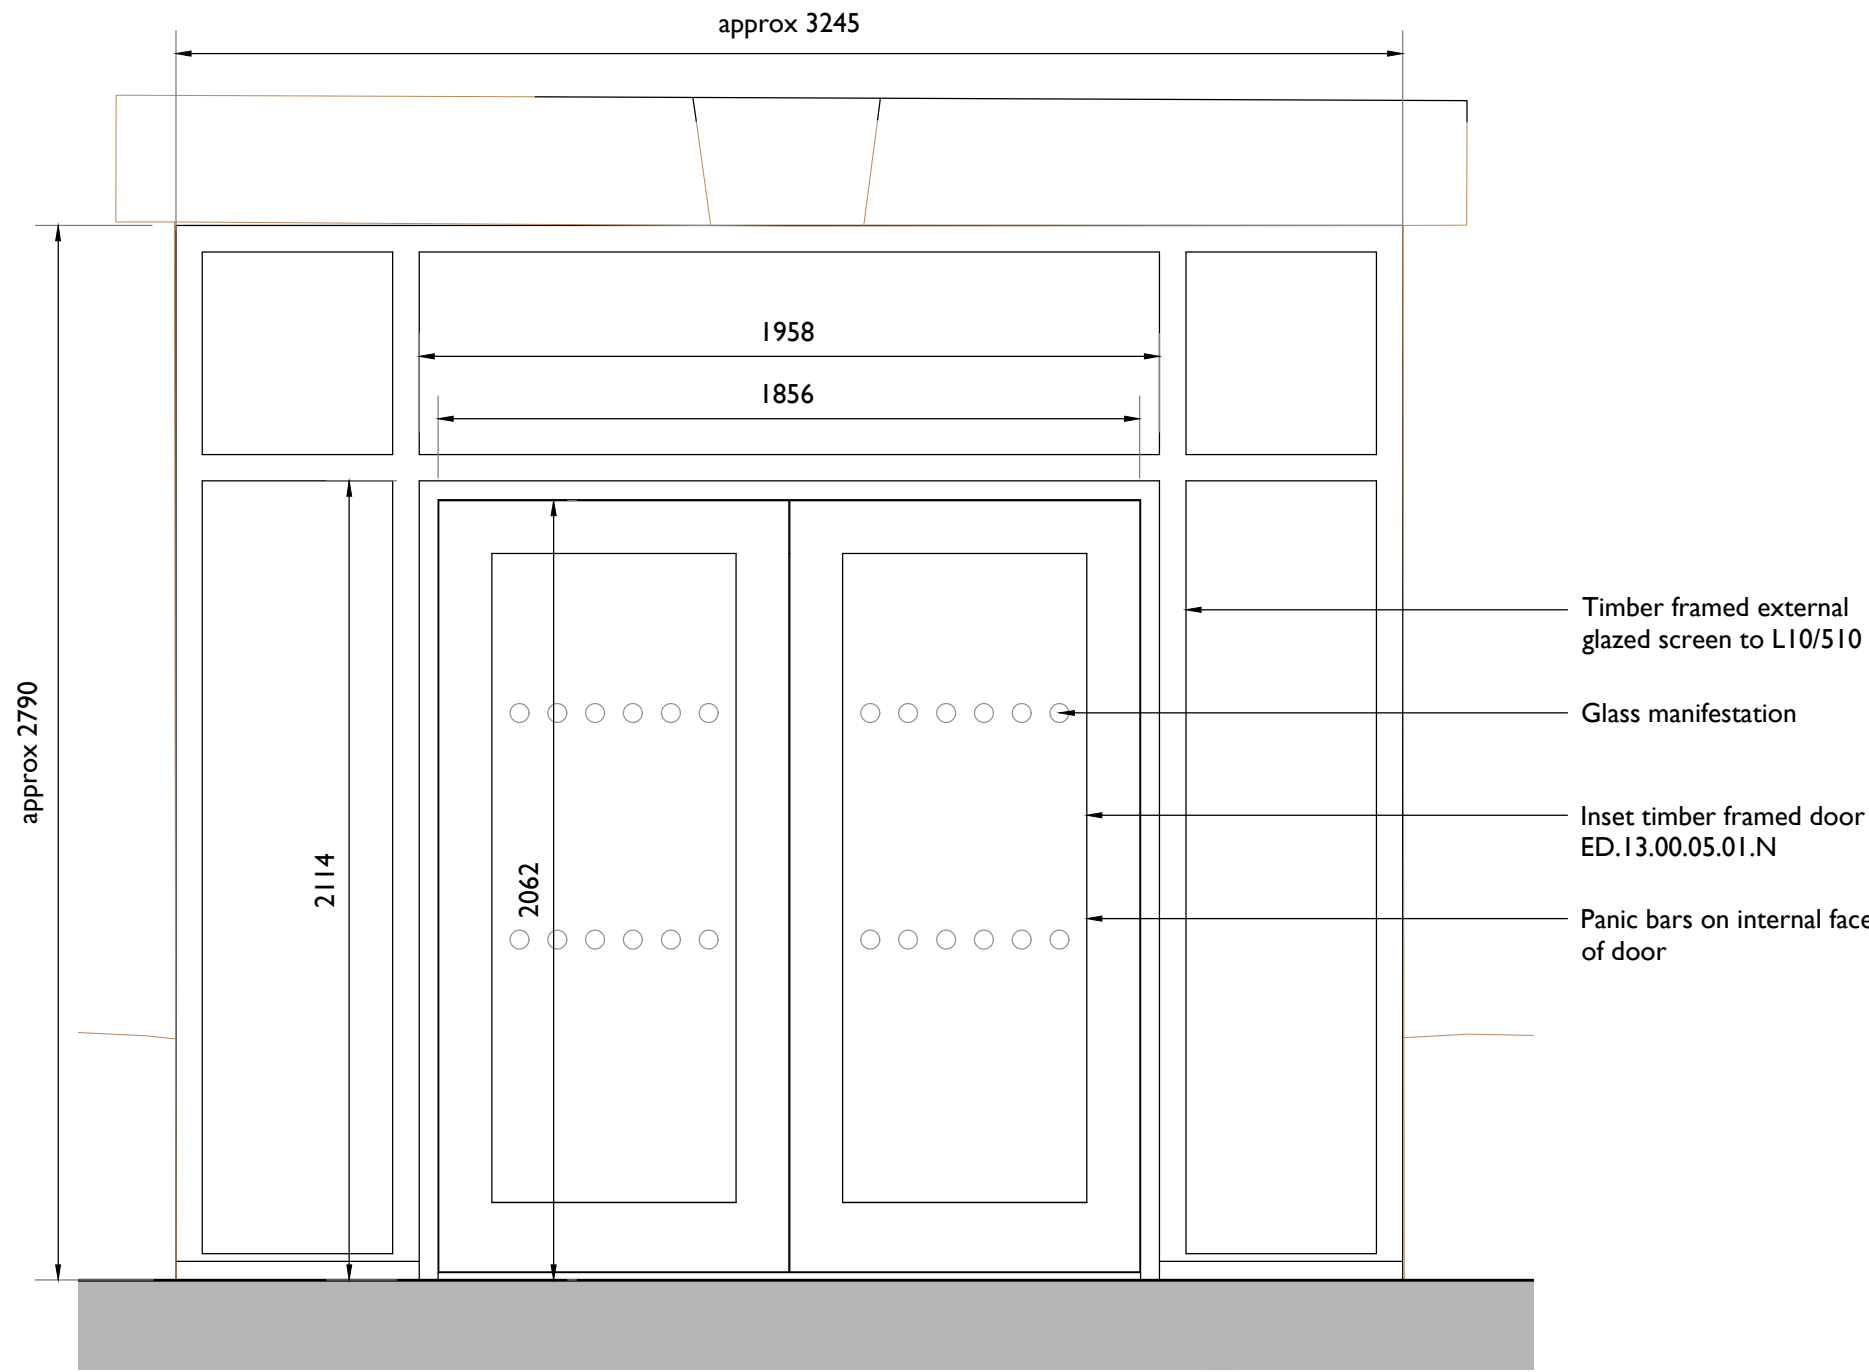 approx 3245
1958
1856
approx 2790
2114
2062
Timber framed external
glazed screen to L10/510
Glass manifestation
Inset timber framed door
ED.13.00.05.01.N
Panic bars on internal face
of door